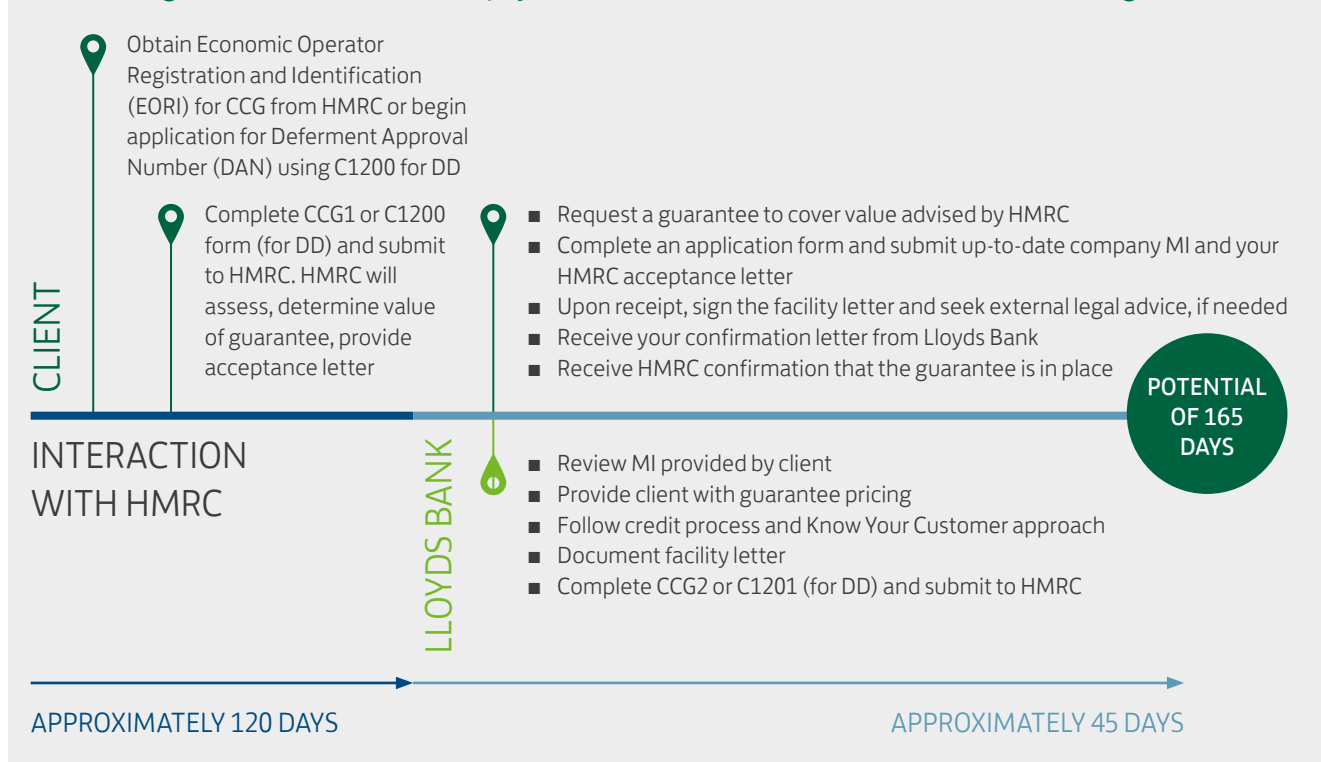 Obtain Economic Operator
Registration and Identification
(EORI) for CCG from HMRC or begin
application for Deferment Approval
Number (DAN) using C1200 for DD
Complete CCG1 or C1200
form (for DD) and submit
to HMRC. HMRC will
assess, determine value
of guarantee, provide
acceptance letter
■ Request a guarantee to cover value advised by HMRC
■ Complete an application form and submit up-to-date company MI and your
HMRC acceptance letter
■ Upon receipt, sign the facility letter and seek external legal advice, if needed
■ Receive your confirmation letter from Lloyds Bank
■ Receive HMRC confirmation that the guarantee is in place
CLIENT
POTENTIAL
OF 165
DAYS
INTERACTION
WITH HMRC
LLOYDS BANK
■ Review MI provided by client
■ Provide client with guarantee pricing
■ Follow credit process and Know Your Customer approach
■ Document facility letter
■ Complete CCG2 or C1201 (for DD) and submit to HMRC
APPROXIMATELY 120 DAYS
APPROXIMATELY 45 DAYS